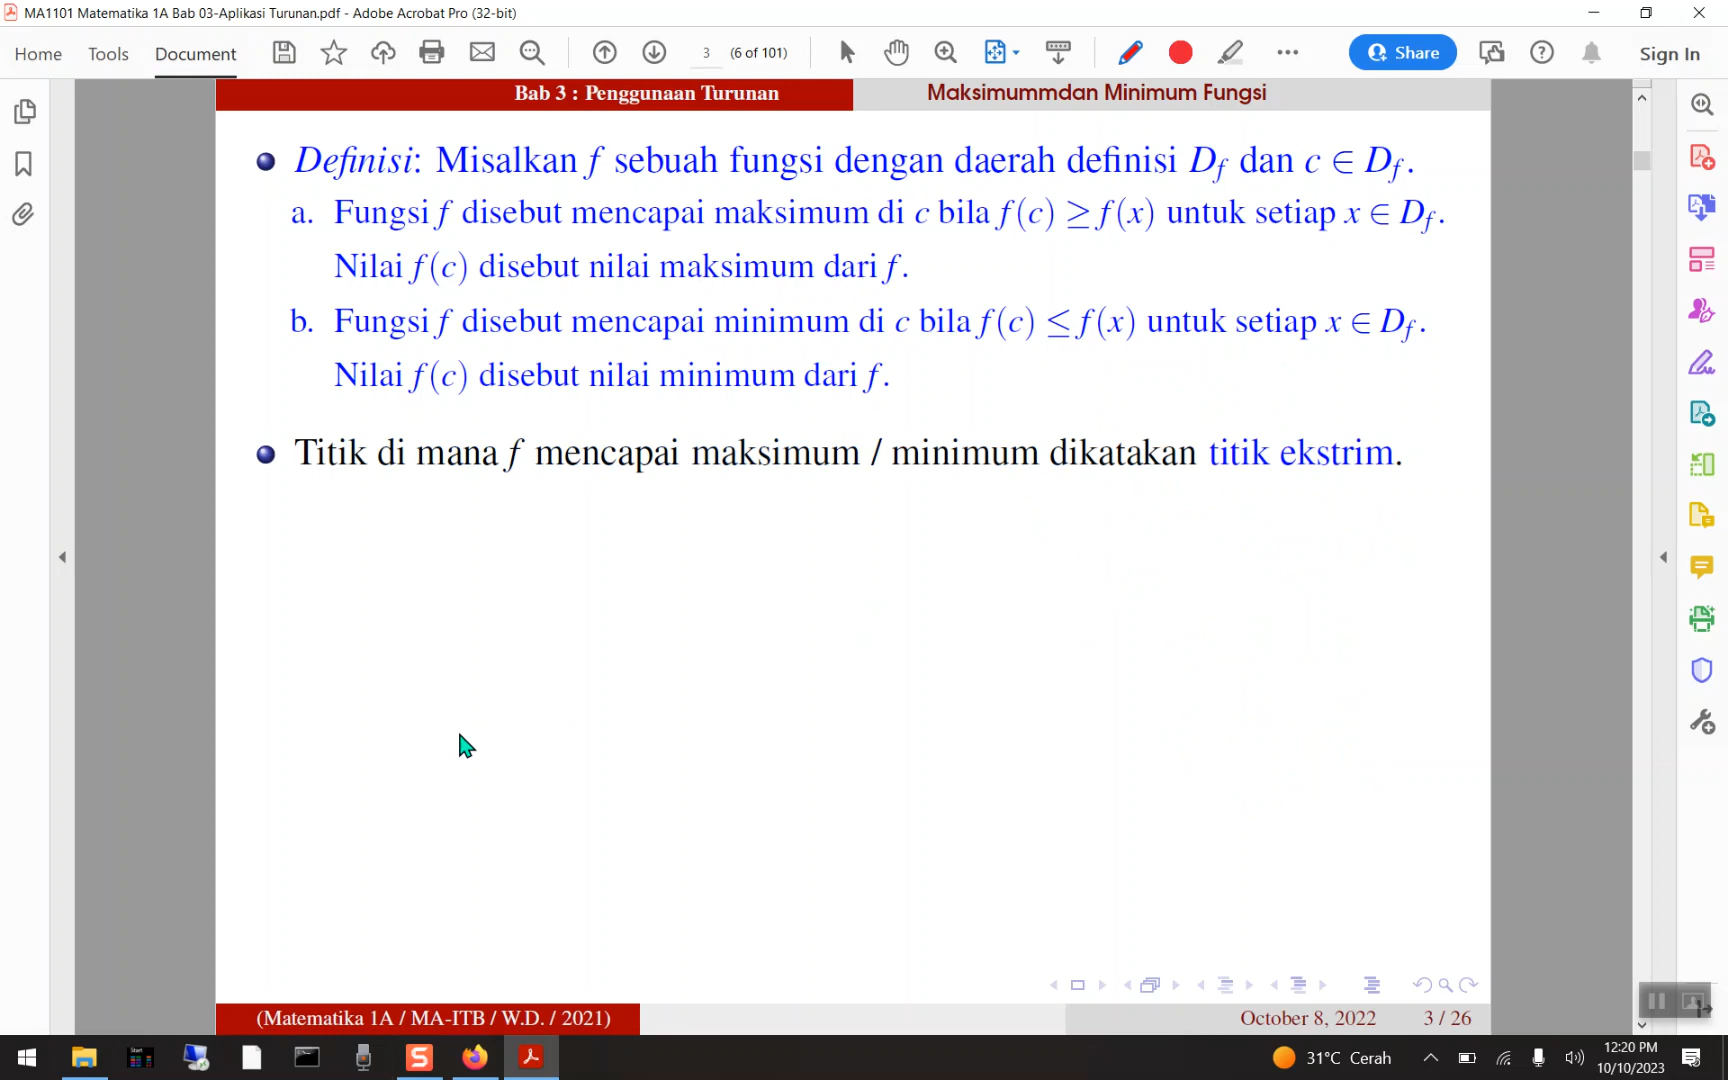 MA1101 Matematika 1A Bab 03-Aplikasi Turunan.pdf - Adobe Acrobat Pro (32-bit)
Home Tools Document 3 (6 of 101) Share Sign In
Bab 3 : Penggunaan Turunan Maksimummdan Minimum Fungsi
Definisi: Misalkan f sebuah fungsi dengan daerah definisi D_f dan c ∈ D_f.
a. Fungsi f disebut mencapai maksimum di c bila f(c) ≥ f(x) untuk setiap x ∈ D_f.
Nilai f(c) disebut nilai maksimum dari f.
b. Fungsi f disebut mencapai minimum di c bila f(c) ≤ f(x) untuk setiap x ∈ D_f.
Nilai f(c) disebut nilai minimum dari f.
Titik di mana f mencapai maksimum / minimum dikatakan titik ekstrim.
(Matematika 1A / MA-ITB / W.D. / 2021) October 8, 2022 3 / 26
Start
S
31°C Cerah
12:20 PM
10/10/2023